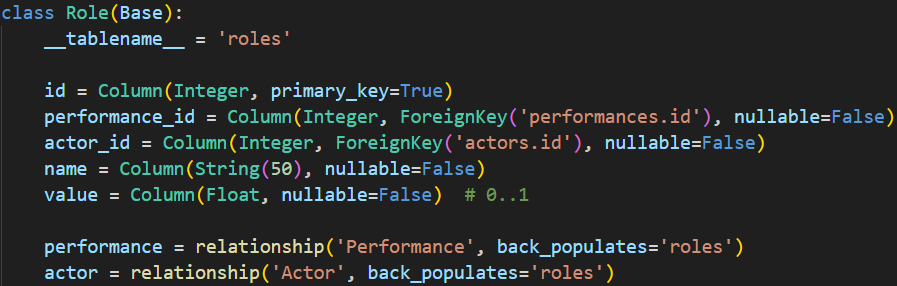 class Role(Base):
    __tablename__ = 'roles'

    id = Column(Integer, primary_key=True)
    performance_id = Column(Integer, ForeignKey('performances.id'), nullable=False)
    actor_id = Column(Integer, ForeignKey('actors.id'), nullable=False)
    name = Column(String(50), nullable=False)
    value = Column(Float, nullable=False)  # 0..1

    performance = relationship('Performance', back_populates='roles')
    actor = relationship('Actor', back_populates='roles')